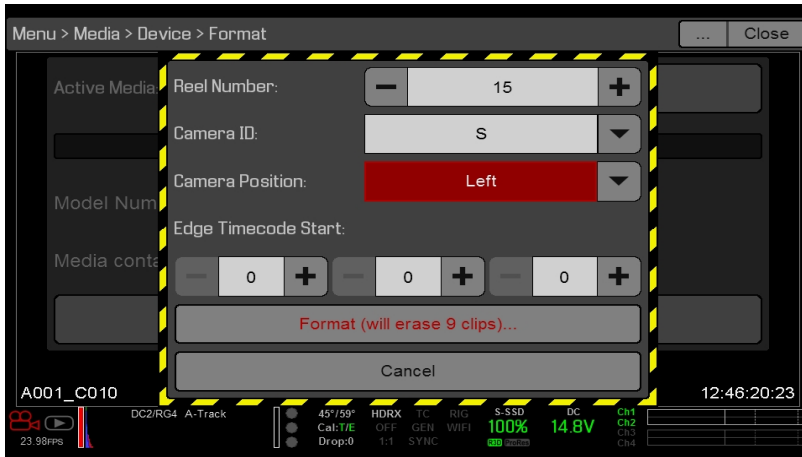 Menu > Media > Device > Format
...
Close
Active Media:
Reel Number:
15
Camera ID:
S
Camera Position:
Left
Model Num
Edge Timecode Start:
Media conta
0
0
0
Format (will erase 9 clips)...
Cancel
A001_C010
12:46:20:23
DC2/RG4 A-Track
45°/59°
HDRX TC RIG
S-SSD
DC
Ch1
Cal:T/E
OFF GEN WIFI
100%
14.8V
Ch2
23.98FPS
Drop:0
1:1 SYNC
R3D ProRes
Ch3
Ch4